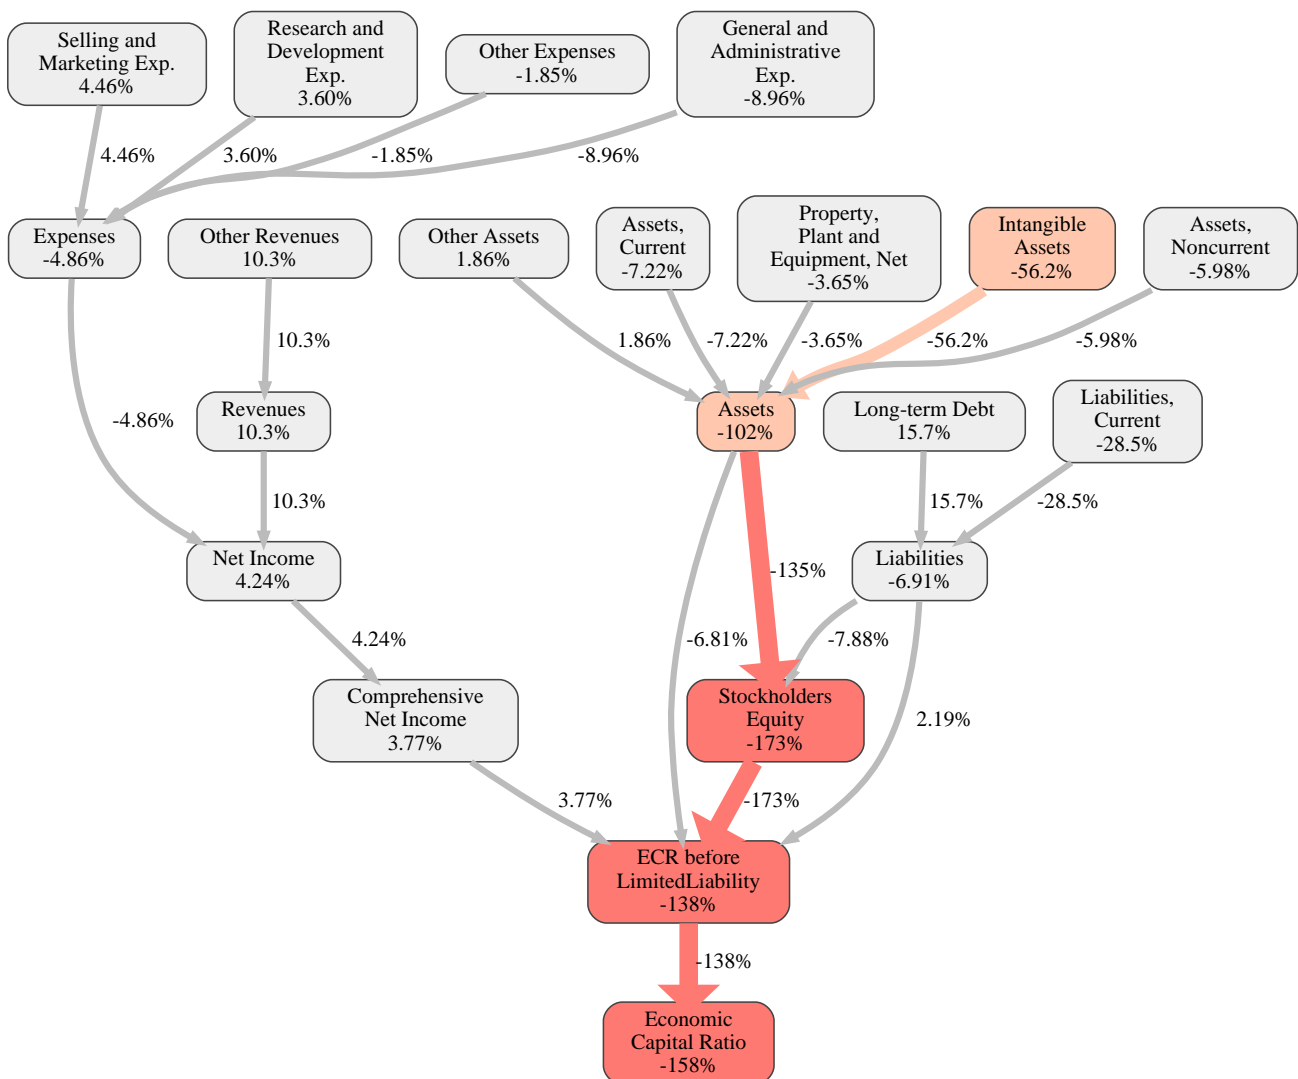 Selling and
Marketing Exp.
4.46%
Research and
Development
Exp.
3.60%
Other Expenses
-1.85%
General and
Administrative
Exp.
-8.96%
4.46%
3.60%
-1.85%
-8.96%
Expenses
-4.86%
Other Revenues
10.3%
Other Assets
1.86%
Assets,
Current
-7.22%
Property,
Plant and
Equipment, Net
-3.65%
Intangible
Assets
-56.2%
Assets,
Noncurrent
-5.98%
10.3%
1.86%
-7.22%
-3.65%
-56.2%
-5.98%
-4.86%
Revenues
10.3%
Assets
-102%
Long-term Debt
15.7%
Liabilities,
Current
-28.5%
10.3%
15.7%
-28.5%
Net Income
4.24%
-135%
Liabilities
-6.91%
4.24%
-6.81%
-7.88%
Comprehensive
Net Income
3.77%
Stockholders
Equity
-173%
2.19%
3.77%
-173%
ECR before
LimitedLiability
-138%
-138%
Economic
Capital Ratio
-158%